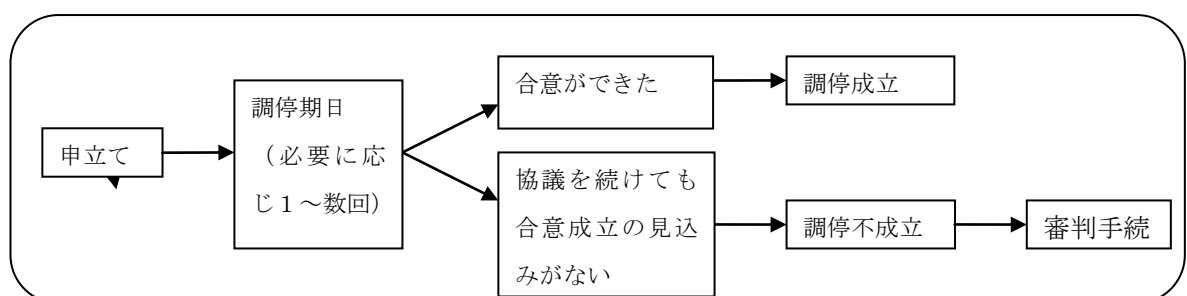 申立て
調停期日
（必要に応
じ１～数回）
合意ができた
調停成立
協議を続けても
合意成立の見込
みがない
調停不成立
審判手続